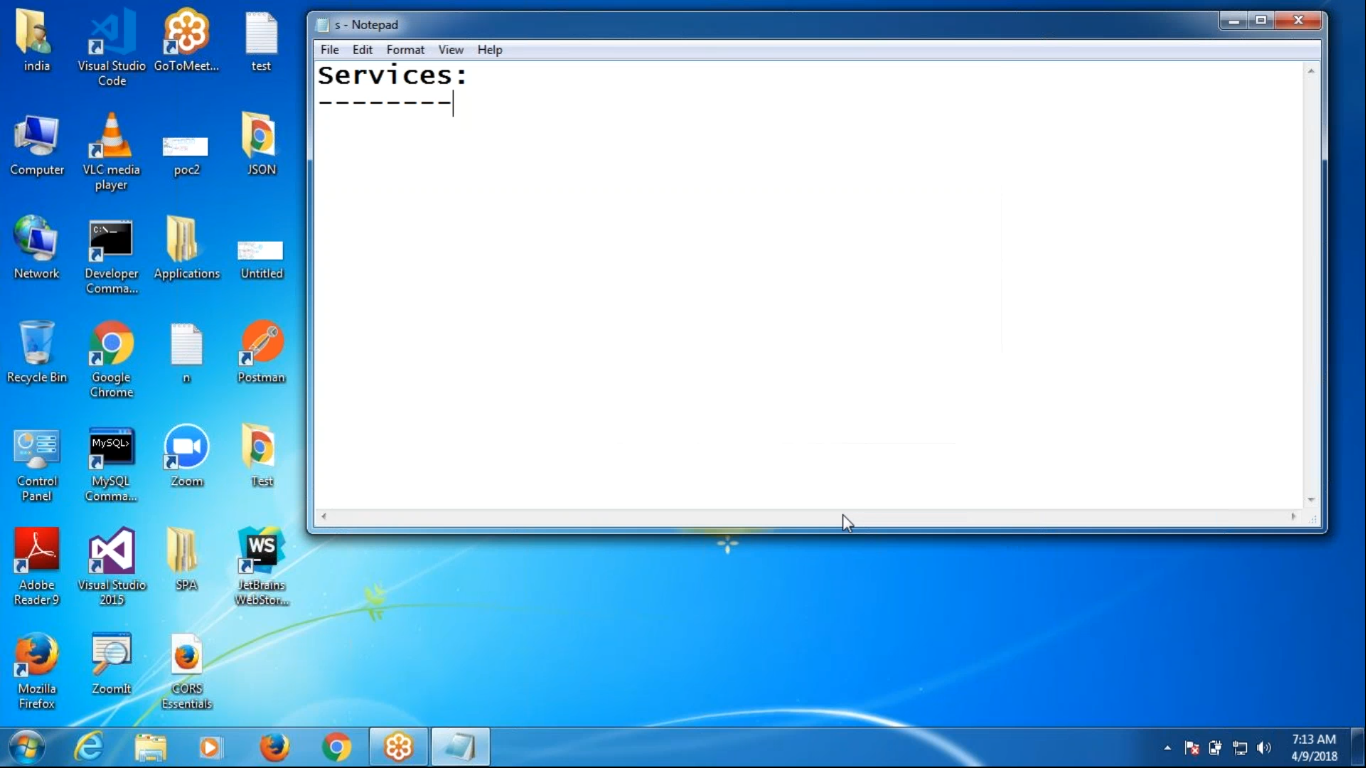 s - Notepad
File Edit Format View Help
Services:
--------
india
Visual Studio
Code
GoToMeet...
test
Computer
VLC media
player
poc2
JSON
Network
Developer
Comma...
Applications
Untitled
Recycle Bin
Google
Chrome
n
Postman
Control
Panel
MySQL>
MySQL
Comma...
Zoom
Test
Adobe
Reader 9
Visual Studio
2015
SPA
WS
JetBrains
WebStor...
Mozilla
Firefox
ZoomIt
CORS
Essentials
7:13 AM
4/9/2018